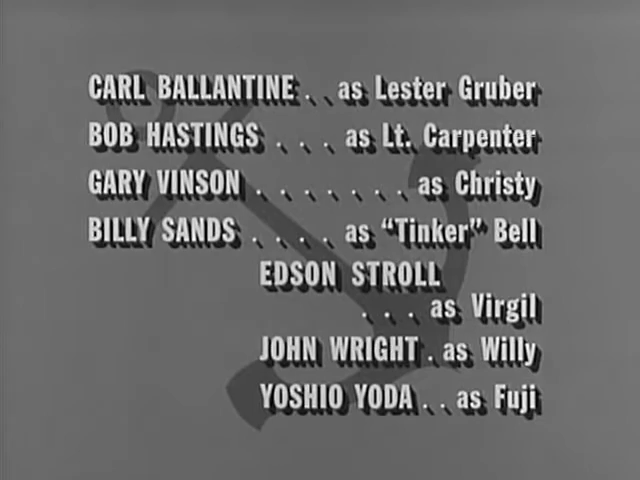 CARL BALLANTINE . . as Lester Gruber
BOB HASTINGS . . . as Lt. Carpenter
GARY VINSON . . . . . . . as Christy
BILLY SANDS . . . . as “Tinker” Bell
EDSON STROLL
. . . as Virgil
JOHN WRIGHT . as Willy
YOSHIO YODA . . as Fuji